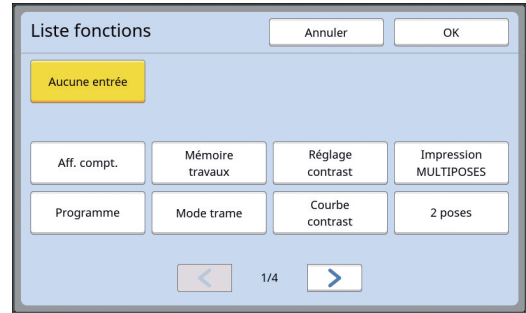 Liste fonctions
Annuler
OK
Aucune entrée
Aff. compt.
Mémoire
travaux
Réglage
contrast
Impression
MULTIPOSES
Programme
Mode trame
Courbe
contrast
2 poses
1/4